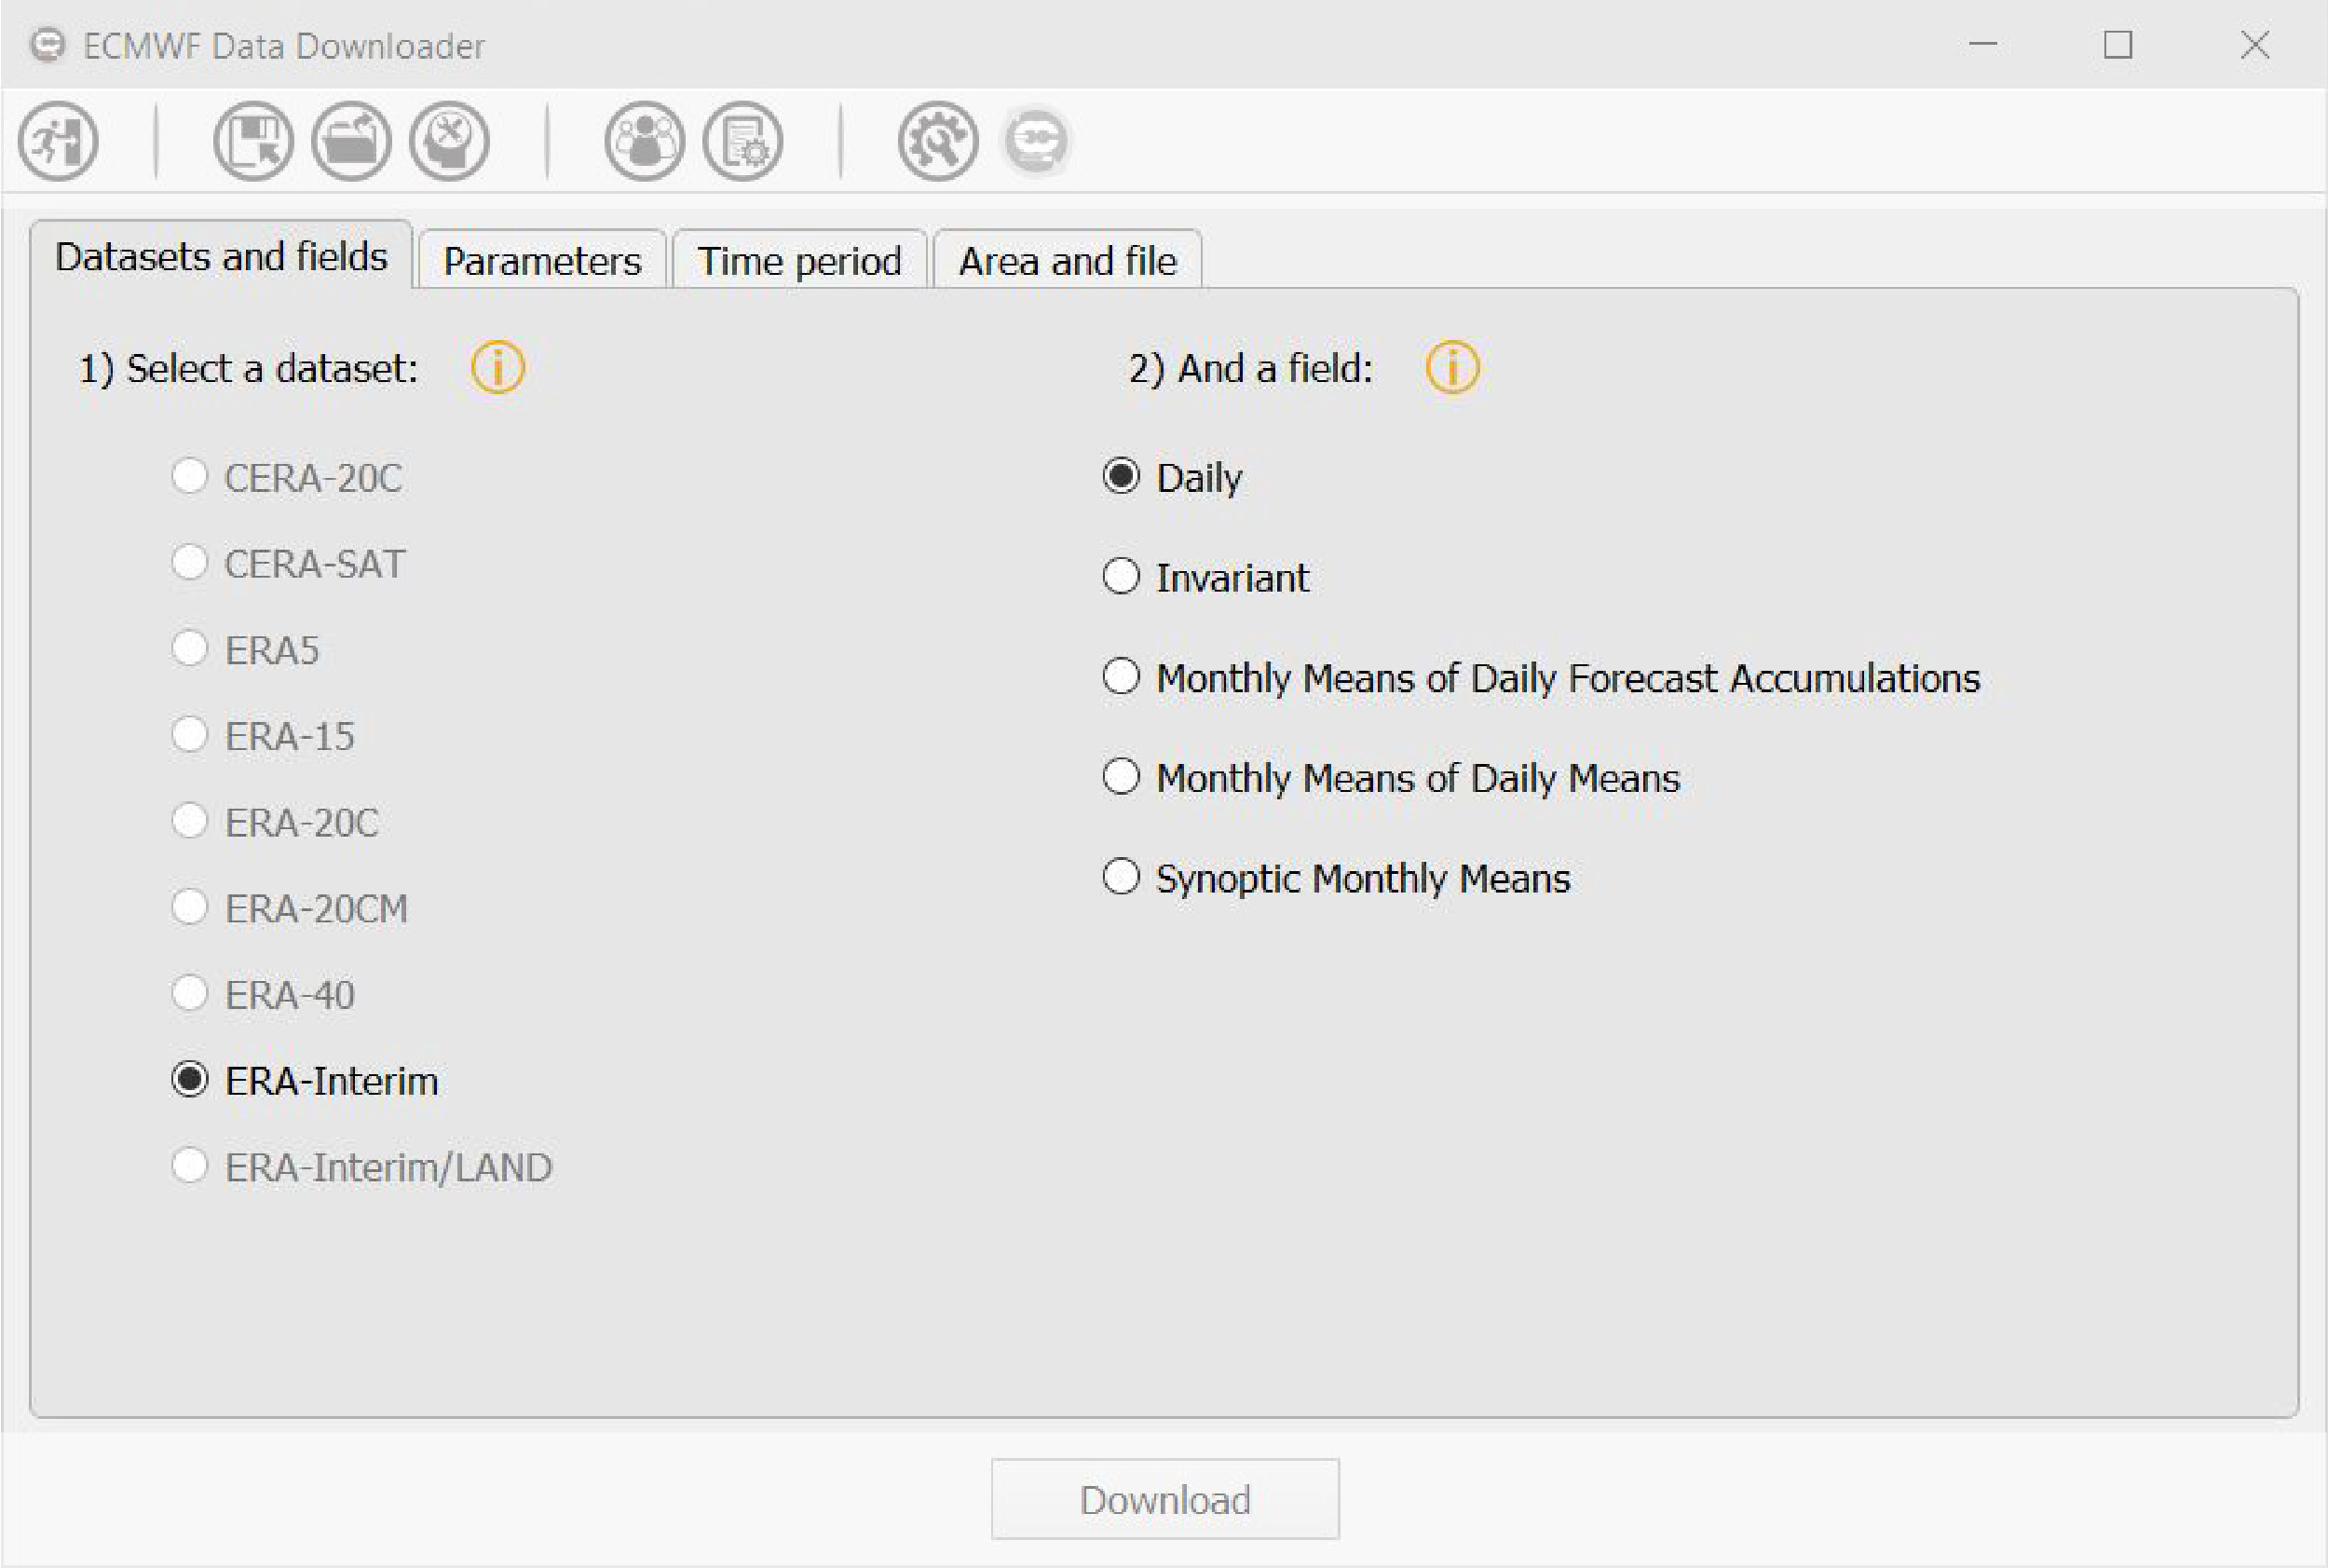 ECMWF Data Downloader
Datasets and fields
Parameters
Time period
Area and file
1) Select a dataset:
CERA-20C
CERA-SAT
ERA5
ERA-15
ERA-20C
ERA-20CM
ERA-40
ERA-Interim
ERA-Interim/LAND
2) And a field:
Daily
Invariant
Monthly Means of Daily Forecast Accumulations
Monthly Means of Daily Means
Synoptic Monthly Means
Download